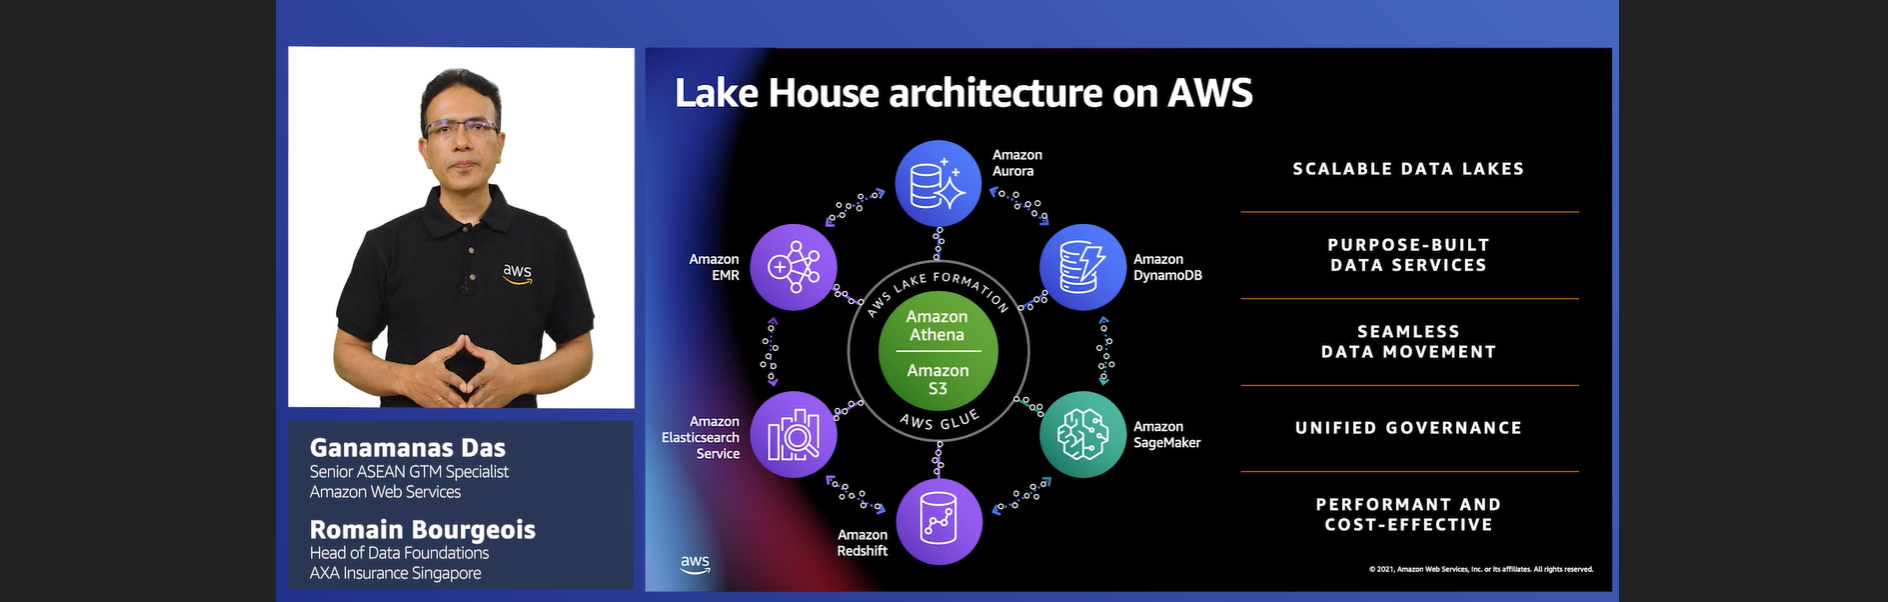 aws
Ganamanas Das
Senior ASEAN GTM Specialist
Amazon Web Services
Romain Bourgeois
Head of Data Foundations
AXA Insurance Singapore
Lake House architecture on AWS
Amazon
Aurora
Amazon
EMR
Amazon
DynamoDB
AWS LAKE FORMATION
Amazon
Athena
Amazon
S3
AWS GLUE
Amazon
Elasticsearch
Service
Amazon
SageMaker
Amazon
Redshift
SCALABLE DATA LAKES
PURPOSE-BUILT
DATA SERVICES
SEAMLESS
DATA MOVEMENT
UNIFIED GOVERNANCE
PERFORMANT AND
COST-EFFECTIVE
aws
© 2021, Amazon Web Services, Inc. or its affiliates. All rights reserved.